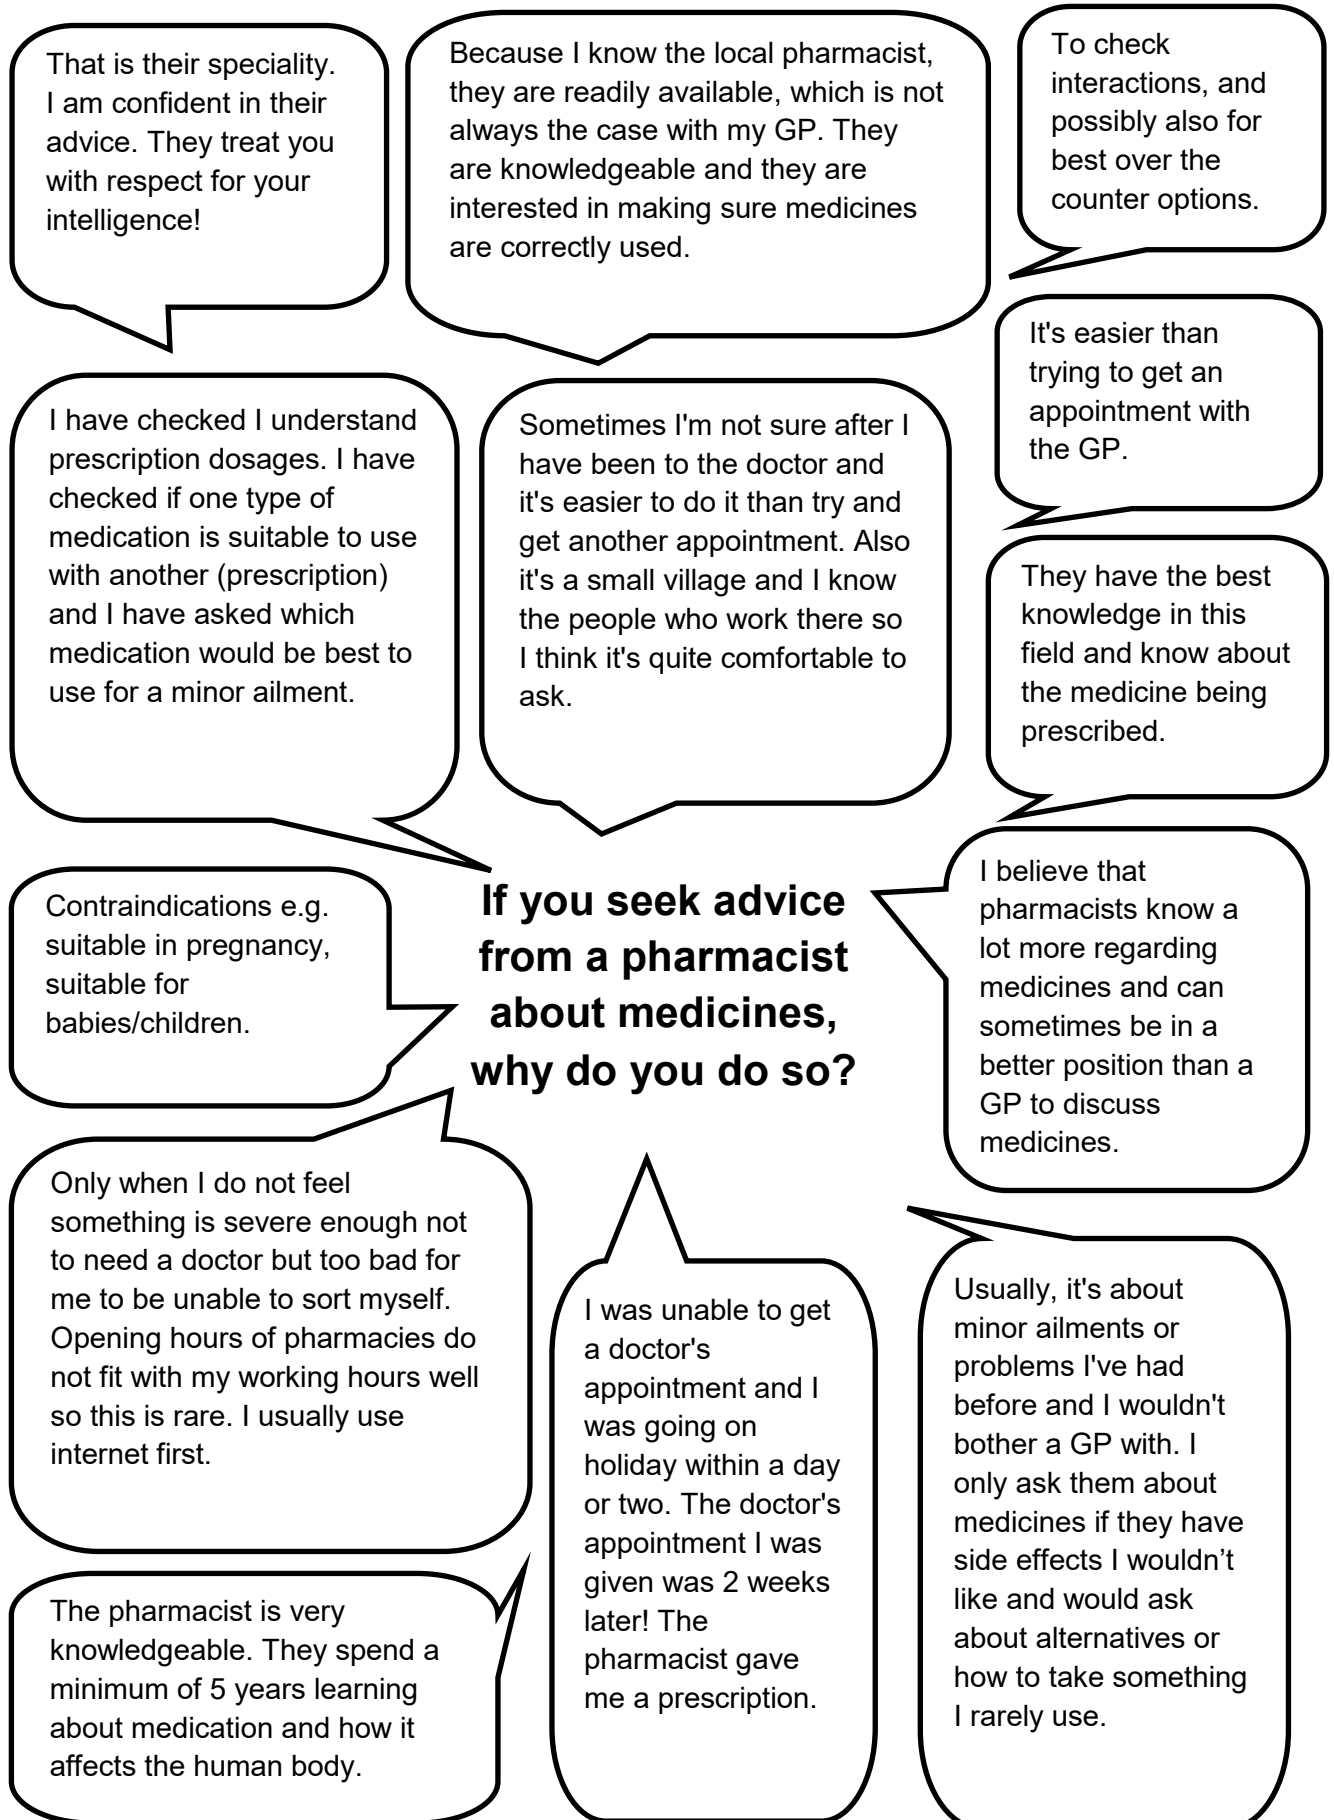 That is their speciality.
I am confident in their
advice. They treat you
with respect for your
intelligence!
Because I know the local pharmacist,
they are readily available, which is not
always the case with my GP. They
are knowledgeable and they are
interested in making sure medicines
are correctly used.
To check
interactions, and
possibly also for
best over the
counter options.
It's easier than
trying to get an
appointment with
the GP.
I have checked I understand
prescription dosages. I have
checked if one type of
medication is suitable to use
with another (prescription)
and I have asked which
medication would be best to
use for a minor ailment.
Sometimes I'm not sure after I
have been to the doctor and
it's easier to do it than try and
get another appointment. Also
it's a small village and I know
the people who work there so
I think it's quite comfortable to
ask.
They have the best
knowledge in this
field and know about
the medicine being
prescribed.
If you seek advice
from a pharmacist
about medicines,
why do you do so?
Contraindications e.g.
suitable in pregnancy,
suitable for
babies/children.
I believe that
pharmacists know a
lot more regarding
medicines and can
sometimes be in a
better position than a
GP to discuss
medicines.
Only when I do not feel
something is severe enough not
to need a doctor but too bad for
me to be unable to sort myself.
Opening hours of pharmacies do
not fit with my working hours well
so this is rare. I usually use
internet first.
I was unable to get
a doctor's
appointment and I
was going on
holiday within a day
or two. The doctor's
appointment I was
given was 2 weeks
later! The
pharmacist gave
me a prescription.
Usually, it's about
minor ailments or
problems I've had
before and I wouldn't
bother a GP with. I
only ask them about
medicines if they have
side effects I wouldn’t
like and would ask
about alternatives or
how to take something
I rarely use.
The pharmacist is very
knowledgeable. They spend a
minimum of 5 years learning
about medication and how it
affects the human body.